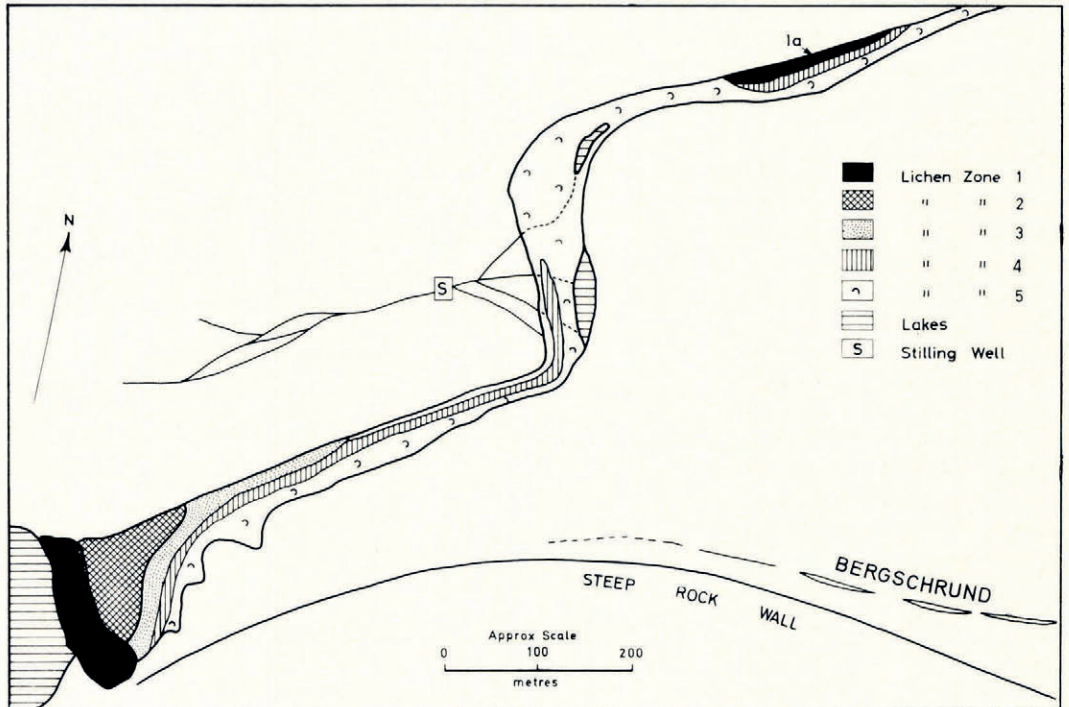 1a
N
Lichen Zone 1
" " 2
" " 3
" " 4
" " 5
Lakes
S Stilling Well
S
BERGSCHRUND
STEEP ROCK WALL
Approx Scale
0 100 200
metres